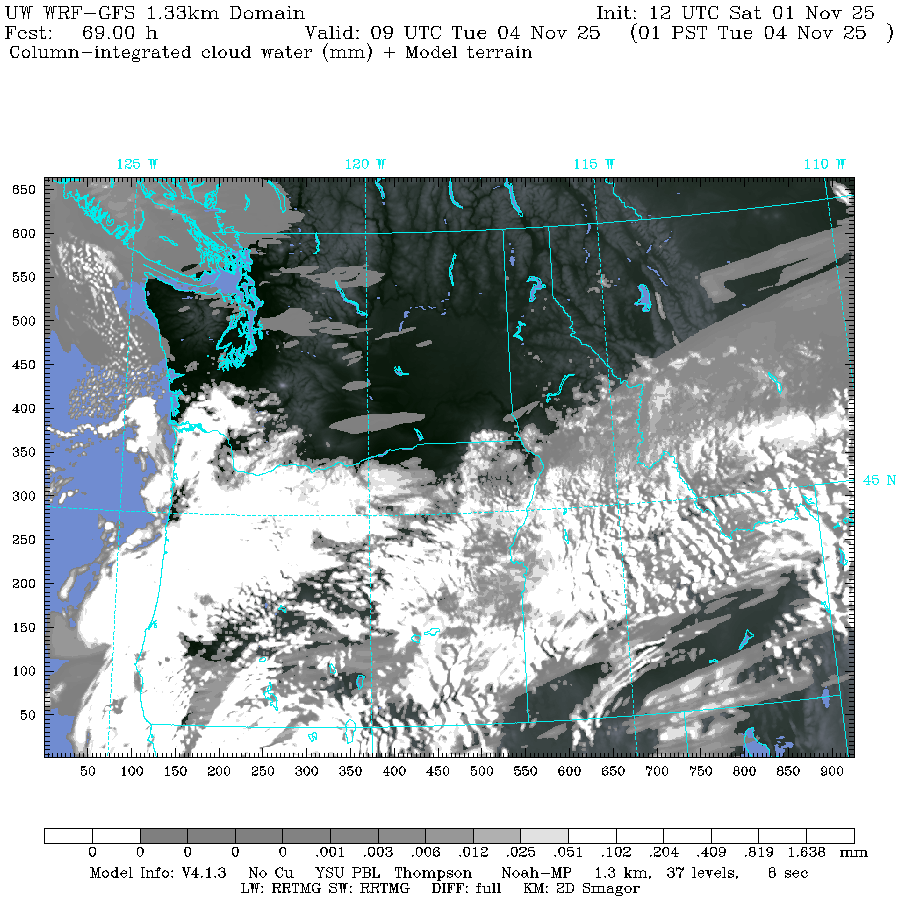 UW WRF-GFS 1.33km Domain Init: 12 UTC Sat 01 Nov 25
Fcst: 69.00 h Valid: 09 UTC Tue 04 Nov 25 (01 PST Tue 04 Nov 25 )
Column-integrated cloud water (mm) + Model terrain
125 W 120 W 115 W 110 W
650
600
550
500
450
400
350
45 N
300
250
200
150
100
50
50 100 150 200 250 300 350 400 450 500 550 600 650 700 750 800 850 900
0 0 0 0 0 .001 .003 .006 .012 .025 .051 .102 .204 .409 .819 1.638 mm
Model Info: V4.1.3 No Cu YSU PBL Thompson Noah-MP 1.3 km, 37 levels, 8 sec
LW: RRTMG SW: RRTMG DIFF: full KM: 2D Smagor